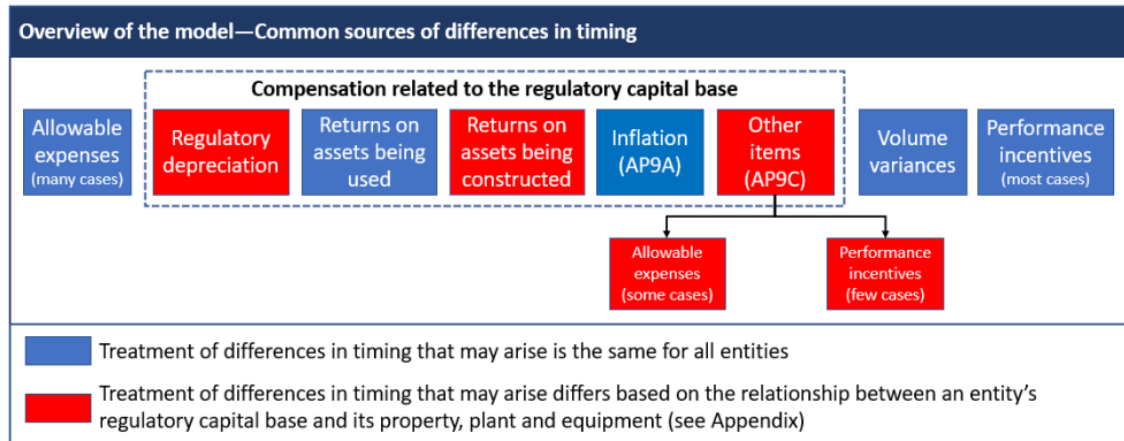 Overview of the model—Common sources of differences in timing
Compensation related to the regulatory capital base
Allowable
expenses
(many cases)
Regulatory
depreciation
Returns on
assets being
used
Returns on
assets being
constructed
Inflation
(AP9A)
Other
items
(AP9C)
Volume
variances
Performance
incentives
(most cases)
Allowable
expenses
(some cases)
Performance
incentives
(few cases)
Treatment of differences in timing that may arise is the same for all entities
Treatment of differences in timing that may arise differs based on the relationship between an entity's
regulatory capital base and its property, plant and equipment (see Appendix)